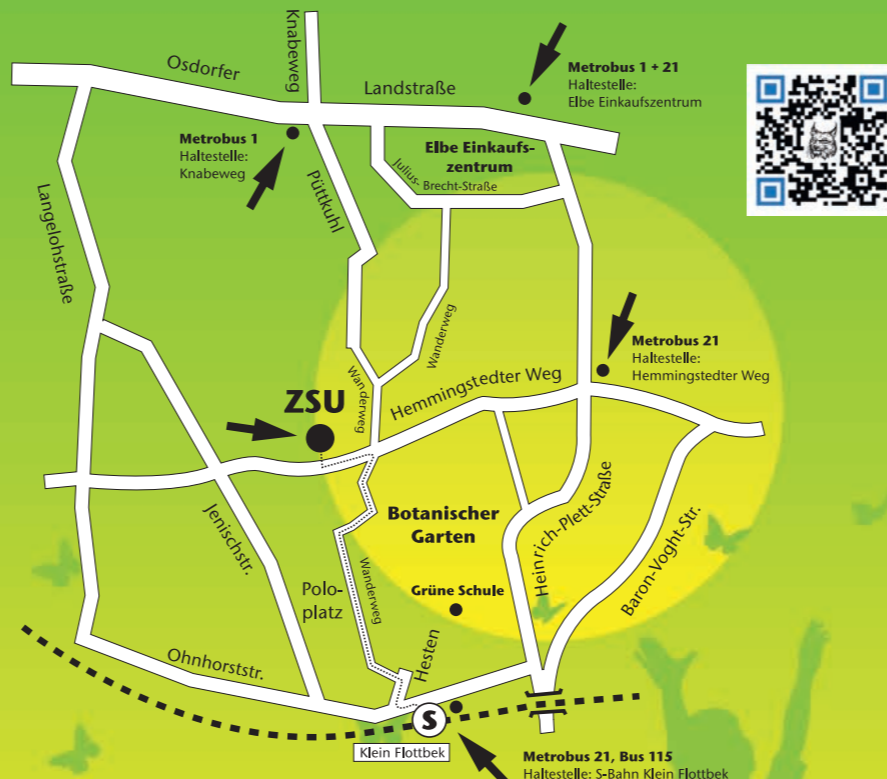 Knabeweg
Osdorfer
Landstraße
Metrobus 1 + 21
Haltestelle:
Elbe Einkaufszentrum
Metrobus 1
Haltestelle:
Knabeweg
Elbe Einkaufs-
zentrum
Julius-
Brecht-Straße
Püttkuhl
Langelohstraße
Wanderweg
Metrobus 21
Haltestelle:
Hemmingstedter Weg
Wanderweg
Hemmingstedter Weg
ZSU
Botanischer
Garten
Heinrich-Plett-Straße
Jenischstr.
Baron-Voght-Str.
Wanderweg
Polo-
platz
Grüne Schule
Hesten
Ohnhorststr.
S
Klein Flottbek
Metrobus 21, Bus 115
Haltestelle: S-Bahn Klein Flottbek